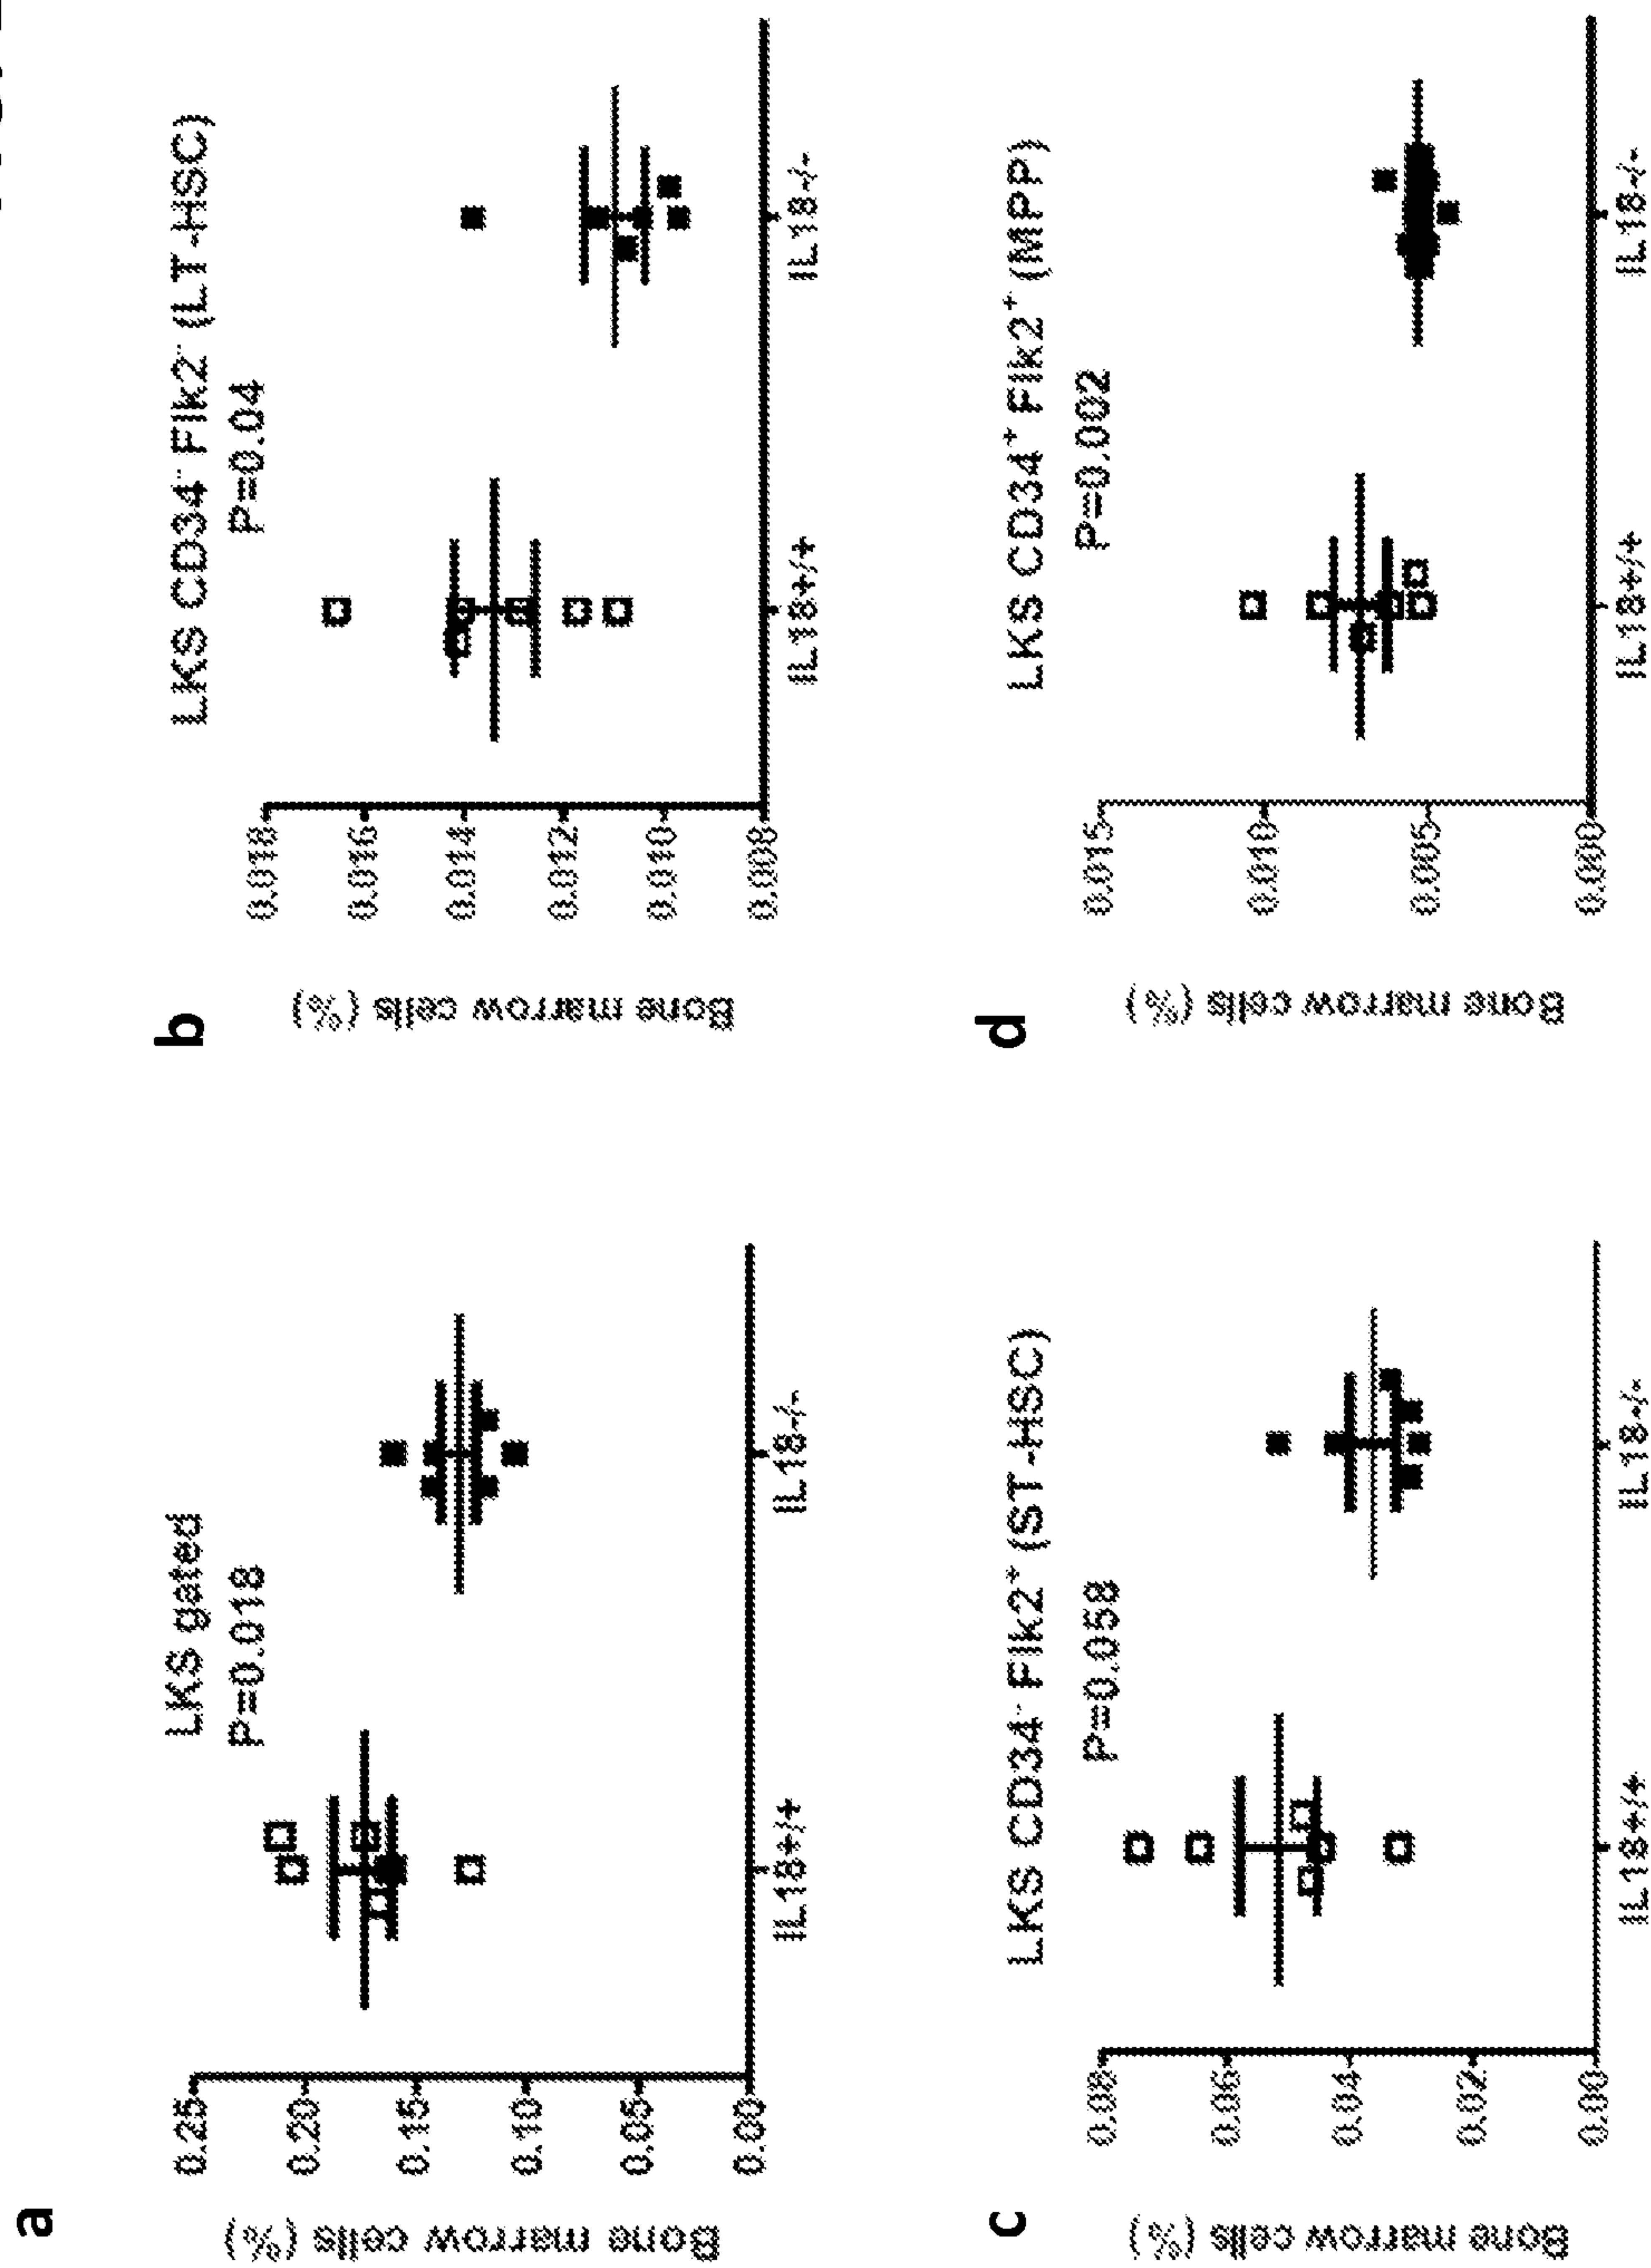 a
LKS gated
P=0.018
Bone marrow cells (%)
0.25
0.20
0.15
0.10
0.05
0.00
IL18+/+
IL18-/-
b
LKS CD34⁻ Flk2⁻ (LT-HSC)
P=0.04
Bone marrow cells (%)
0.018
0.016
0.014
0.012
0.010
0.008
IL18+/+
IL18-/-
c
LKS CD34⁻ Flk2⁺ (ST-HSC)
P=0.058
Bone marrow cells (%)
0.08
0.06
0.04
0.02
0.00
IL18+/+
IL18-/-
d
LKS CD34⁺ Flk2⁺ (MPP)
P=0.002
Bone marrow cells (%)
0.015
0.010
0.005
0.000
IL18+/+
IL18-/-